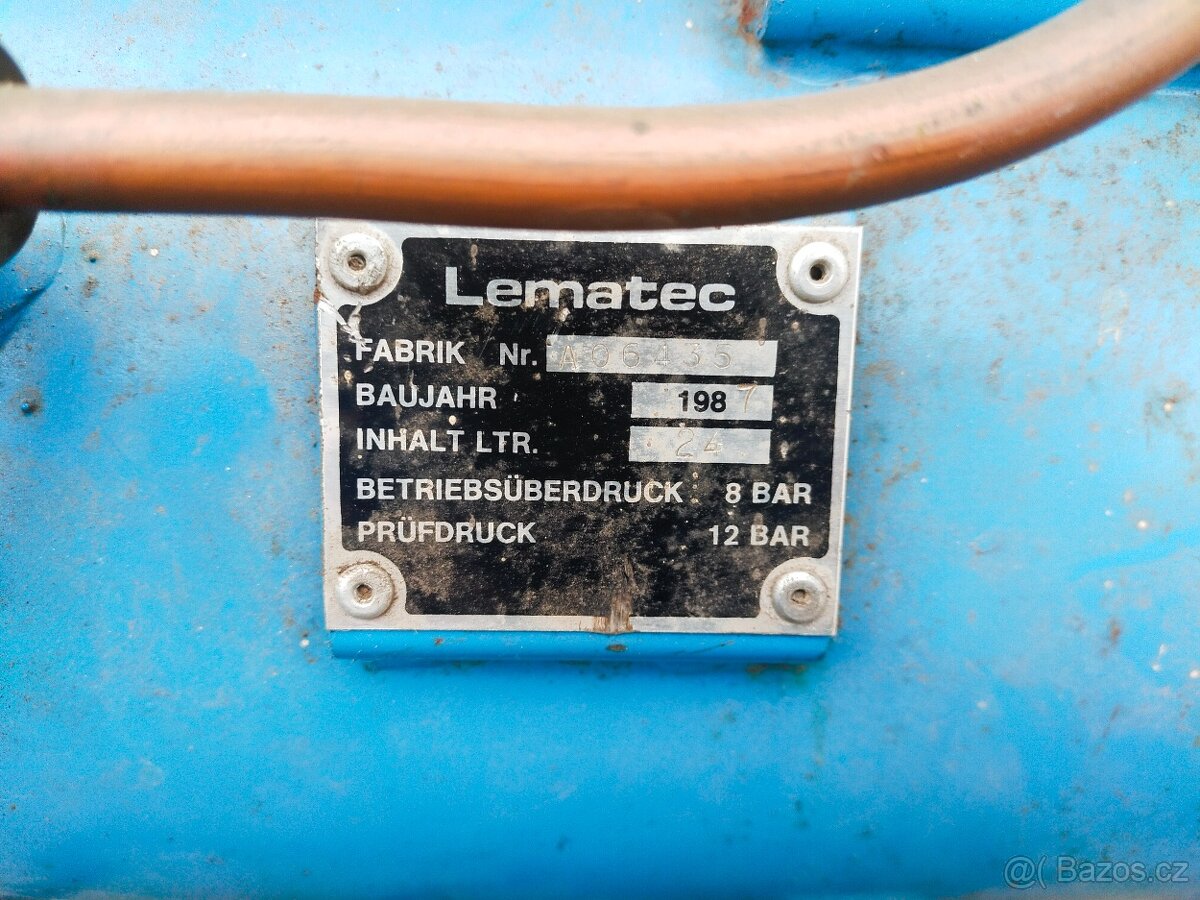 Lematec
FABRIK Nr. A06435
BAUJAHR 1987
INHALT LTR. 24
BETRIEBSÜBERDRUCK 8 BAR
PRÜFDRUCK 12 BAR
@( Bazos.cz